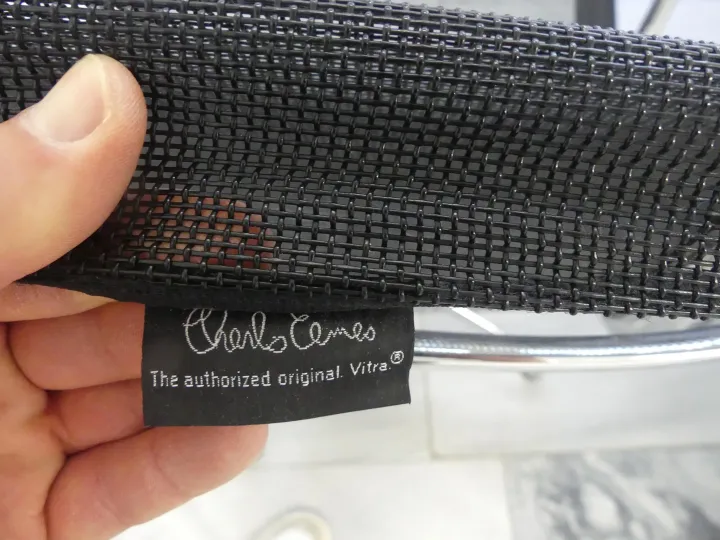 Charles Eames
The authorized original. Vitra.®